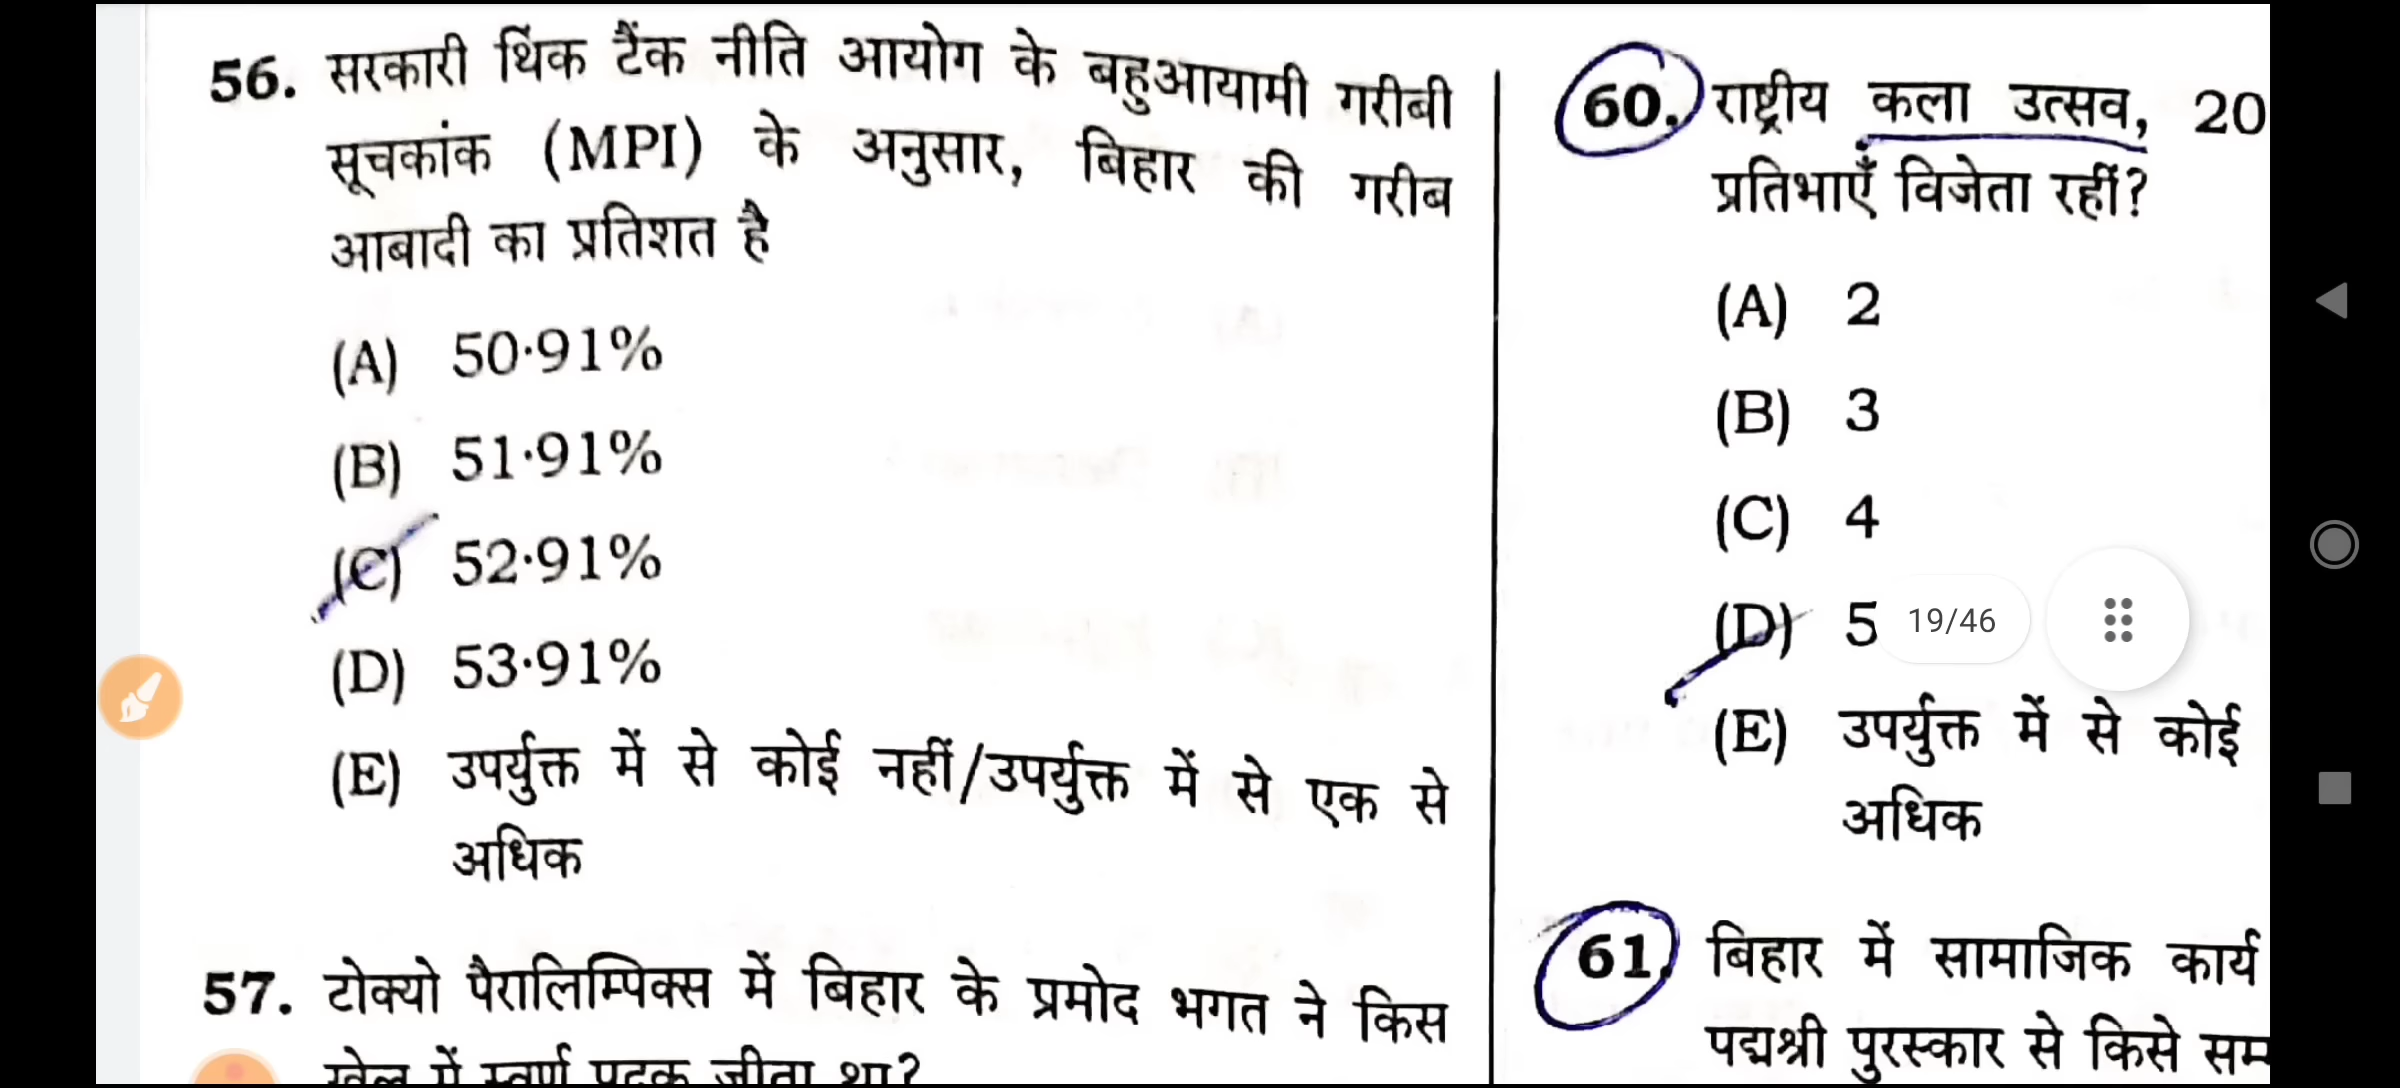 56. सरकारी थिंक टैंक नीति आयोग के बहुआयामी गरीबी
सूचकांक (MPI) के अनुसार, बिहार की गरीब
आबादी का प्रतिशत है
(A) 50·91%
(B) 51·91%
(C) 52·91%
(D) 53·91%
(E) उपर्युक्त में से कोई नहीं/उपर्युक्त में से एक से
अधिक
57. टोक्यो पैरालिम्पिक्स में बिहार के प्रमोद भगत ने किस
खेल में स्वर्ण पदक जीता था?
60. राष्ट्रीय कला उत्सव, 20
प्रतिभाएँ विजेता रहीं?
(A) 2
(B) 3
(C) 4
(D) 5
19/46
(E) उपर्युक्त में से कोई
अधिक
61. बिहार में सामाजिक कार्य
पद्मश्री पुरस्कार से किसे